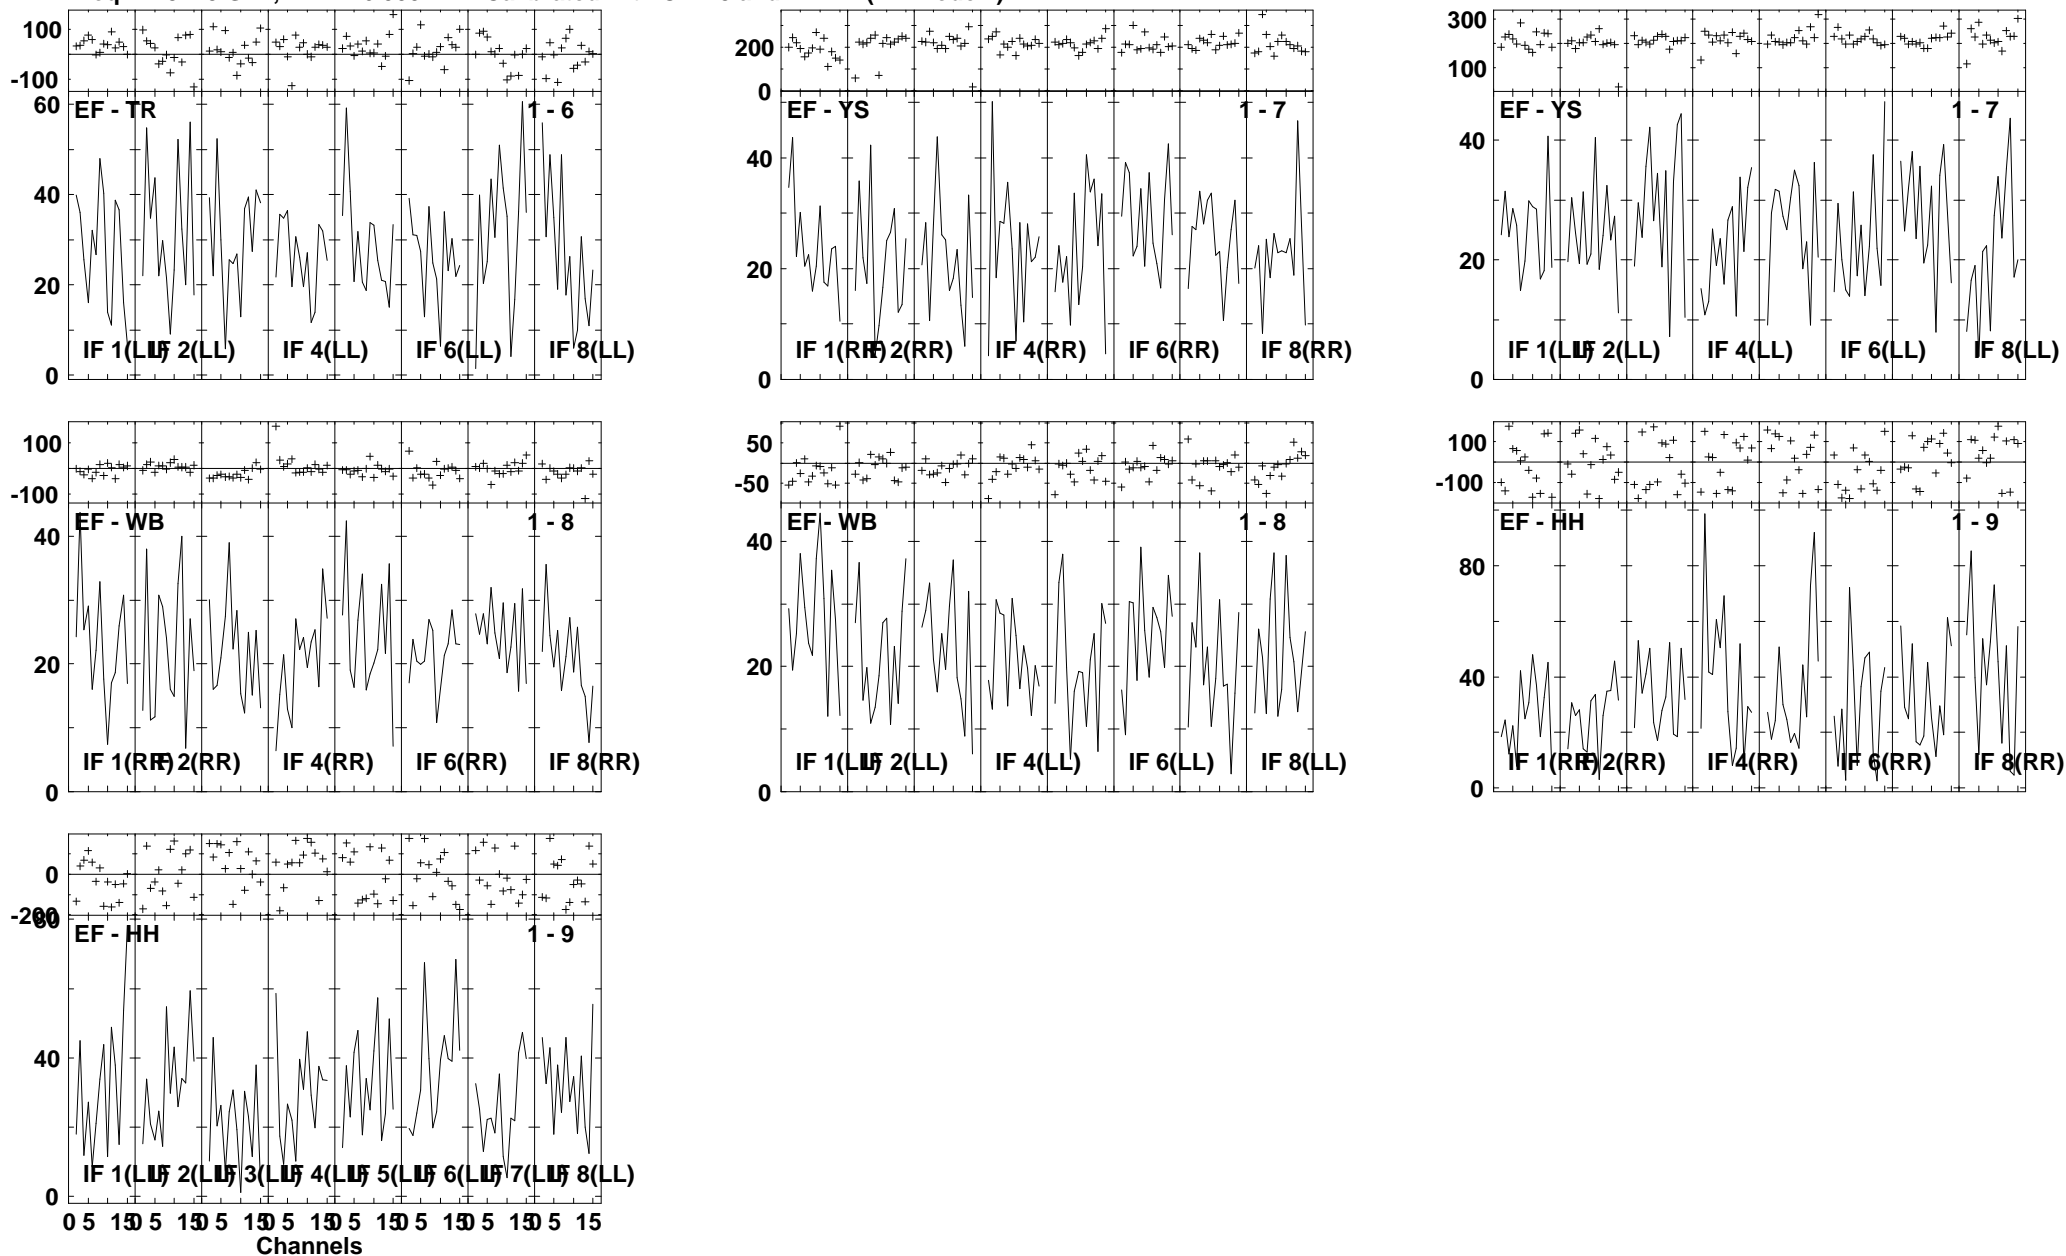 100
-100
60
40
20
0
EF - TR
1 - 6
IF 1(LL)
IF 2(LL)
IF 4(LL)
IF 6(LL)
IF 8(LL)
200
0
40
20
0
EF - YS
1 - 7
IF 1(RR)
IF 2(RR)
IF 4(RR)
IF 6(RR)
IF 8(RR)
300
100
40
20
0
EF - YS
1 - 7
IF 1(LL)
IF 2(LL)
IF 4(LL)
IF 6(LL)
IF 8(LL)
100
-100
40
20
0
EF - WB
1 - 8
IF 1(RR)
IF 2(RR)
IF 4(RR)
IF 6(RR)
IF 8(RR)
50
-50
40
20
0
EF - WB
1 - 8
IF 1(LL)
IF 2(LL)
IF 4(LL)
IF 6(LL)
IF 8(LL)
100
-100
80
40
0
EF - HH
1 - 9
IF 1(RR)
IF 2(RR)
IF 4(RR)
IF 6(RR)
IF 8(RR)
0
-200
80
40
0
EF - HH
1 - 9
IF 1(LL)
IF 2(LL)
IF 3(LL)
IF 4(LL)
IF 5(LL)
IF 6(LL)
IF 7(LL)
IF 8(LL)
0 5 15 0 5 15 0 5 15 0 5 15 0 5 15 0 5 15 0 5 15 0 5 15
Channels